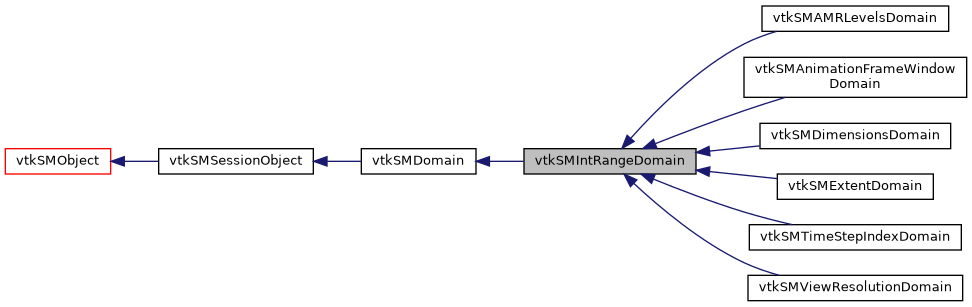 vtkSMAMRLevelsDomain
vtkSMAnimationFrameWindow
Domain
vtkSMDimensionsDomain
vtkSMObject
vtkSMSessionObject
vtkSMDomain
vtkSMIntRangeDomain
vtkSMExtentDomain
vtkSMTimeStepIndexDomain
vtkSMViewResolutionDomain